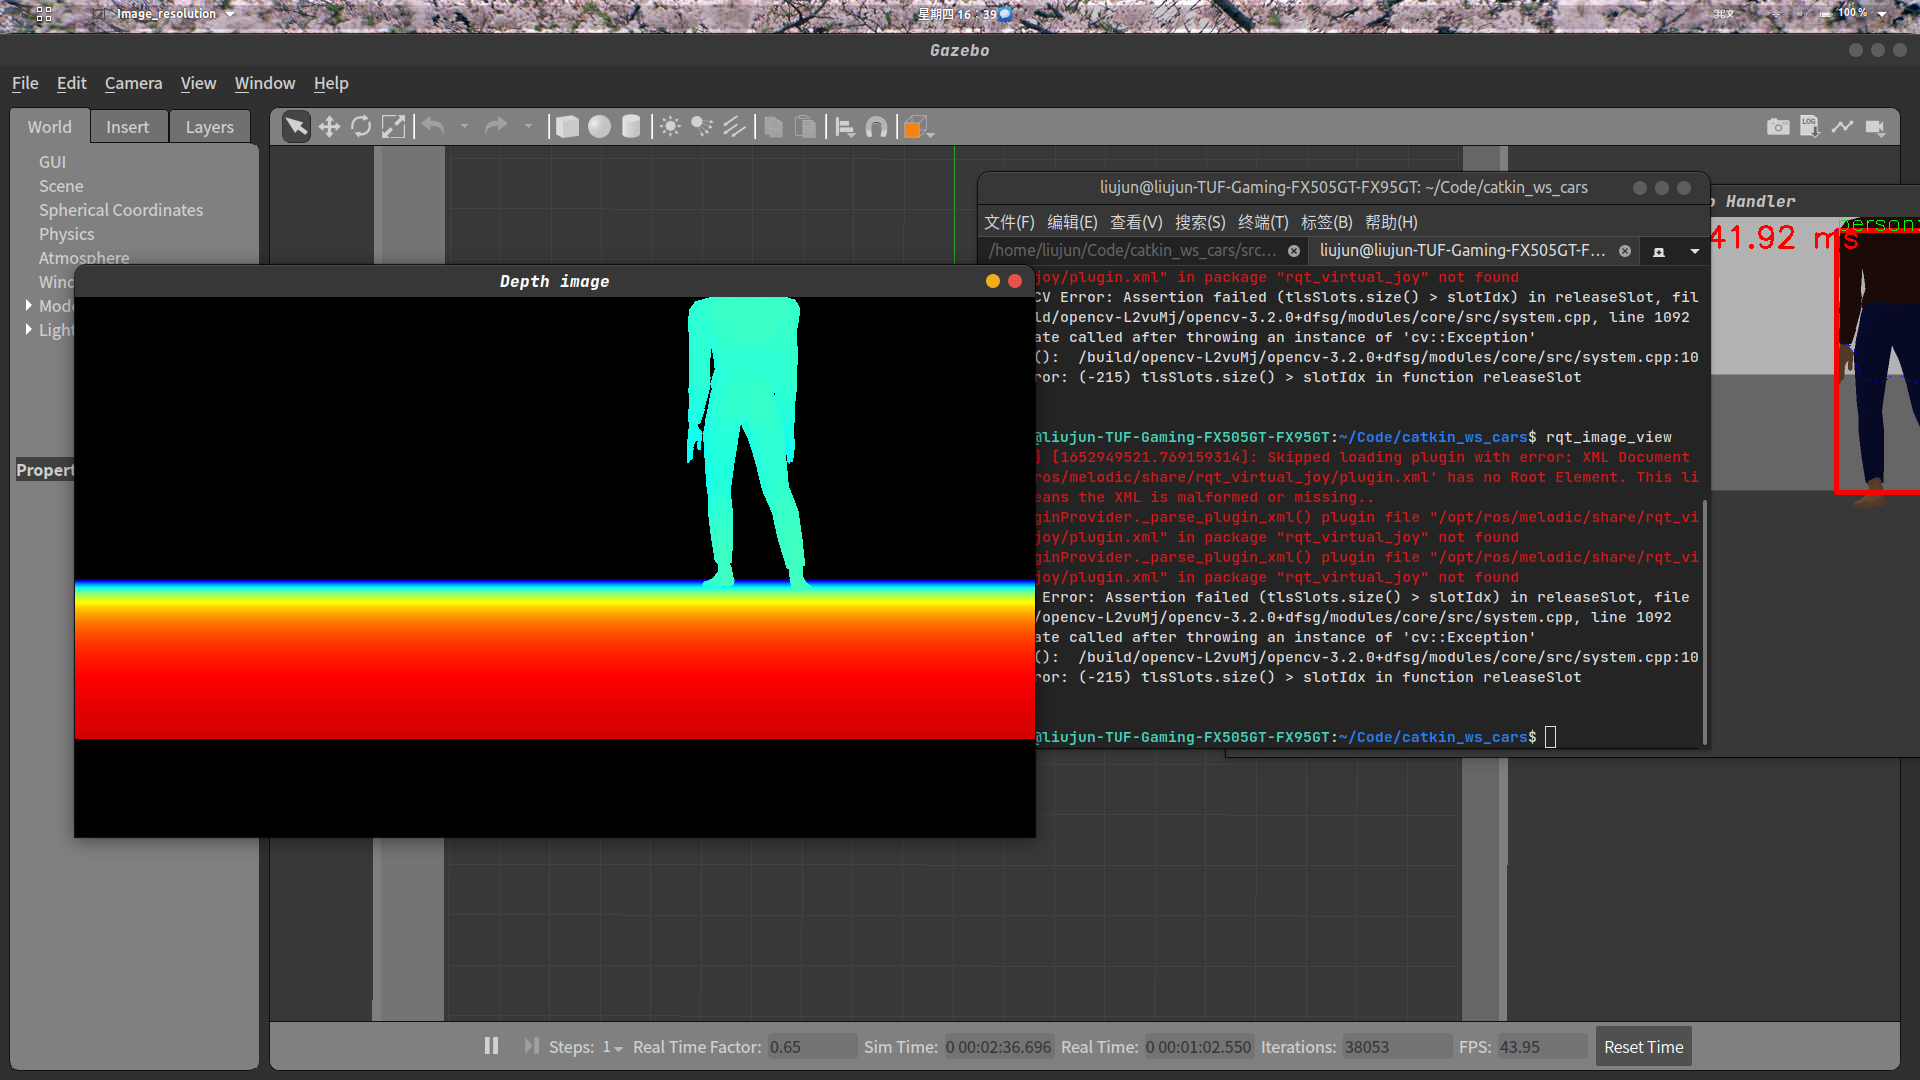 Image_resolution
星期四 16：39
100 %
Gazebo
File Edit Camera View Window Help
World Insert Layers
GUI
Scene
Spherical Coordinates
Physics
Atmosphere
Wind
Mode
Light
Propert
liujun@liujun-TUF-Gaming-FX505GT-FX95GT: ~/Code/catkin_ws_cars
文件(F) 编辑(E) 查看(V) 搜索(S) 终端(T) 标签(B) 帮助(H)
/home/liujun/Code/catkin_ws_cars/src... liujun@liujun-TUF-Gaming-FX505GT-F...
Handler
person
41.92 ms
Depth image
joy/plugin.xml" in package "rqt_virtual_joy" not found
CV Error: Assertion failed (tlsSlots.size() > slotIdx) in releaseSlot, fil
ld/opencv-L2vuMj/opencv-3.2.0+dfsg/modules/core/src/system.cpp, line 1092
ate called after throwing an instance of 'cv::Exception'
(): /build/opencv-L2vuMj/opencv-3.2.0+dfsg/modules/core/src/system.cpp:10
ror: (-215) tlsSlots.size() > slotIdx in function releaseSlot
@liujun-TUF-Gaming-FX505GT-FX95GT:~/Code/catkin_ws_cars$ rqt_image_view
] [1652949521.769159314]: Skipped loading plugin with error: XML Document
ros/melodic/share/rqt_virtual_joy/plugin.xml' has no Root Element. This li
eans the XML is malformed or missing..
ginProvider._parse_plugin_xml() plugin file "/opt/ros/melodic/share/rqt_vi
joy/plugin.xml" in package "rqt_virtual_joy" not found
ginProvider._parse_plugin_xml() plugin file "/opt/ros/melodic/share/rqt_vi
joy/plugin.xml" in package "rqt_virtual_joy" not found
Error: Assertion failed (tlsSlots.size() > slotIdx) in releaseSlot, file
/opencv-L2vuMj/opencv-3.2.0+dfsg/modules/core/src/system.cpp, line 1092
ate called after throwing an instance of 'cv::Exception'
(): /build/opencv-L2vuMj/opencv-3.2.0+dfsg/modules/core/src/system.cpp:10
ror: (-215) tlsSlots.size() > slotIdx in function releaseSlot
@liujun-TUF-Gaming-FX505GT-FX95GT:~/Code/catkin_ws_cars$
Steps: 1 Real Time Factor: 0.65 Sim Time: 0 00:02:36.696 Real Time: 0 00:01:02.550 Iterations: 38053 FPS: 43.95 Reset Time